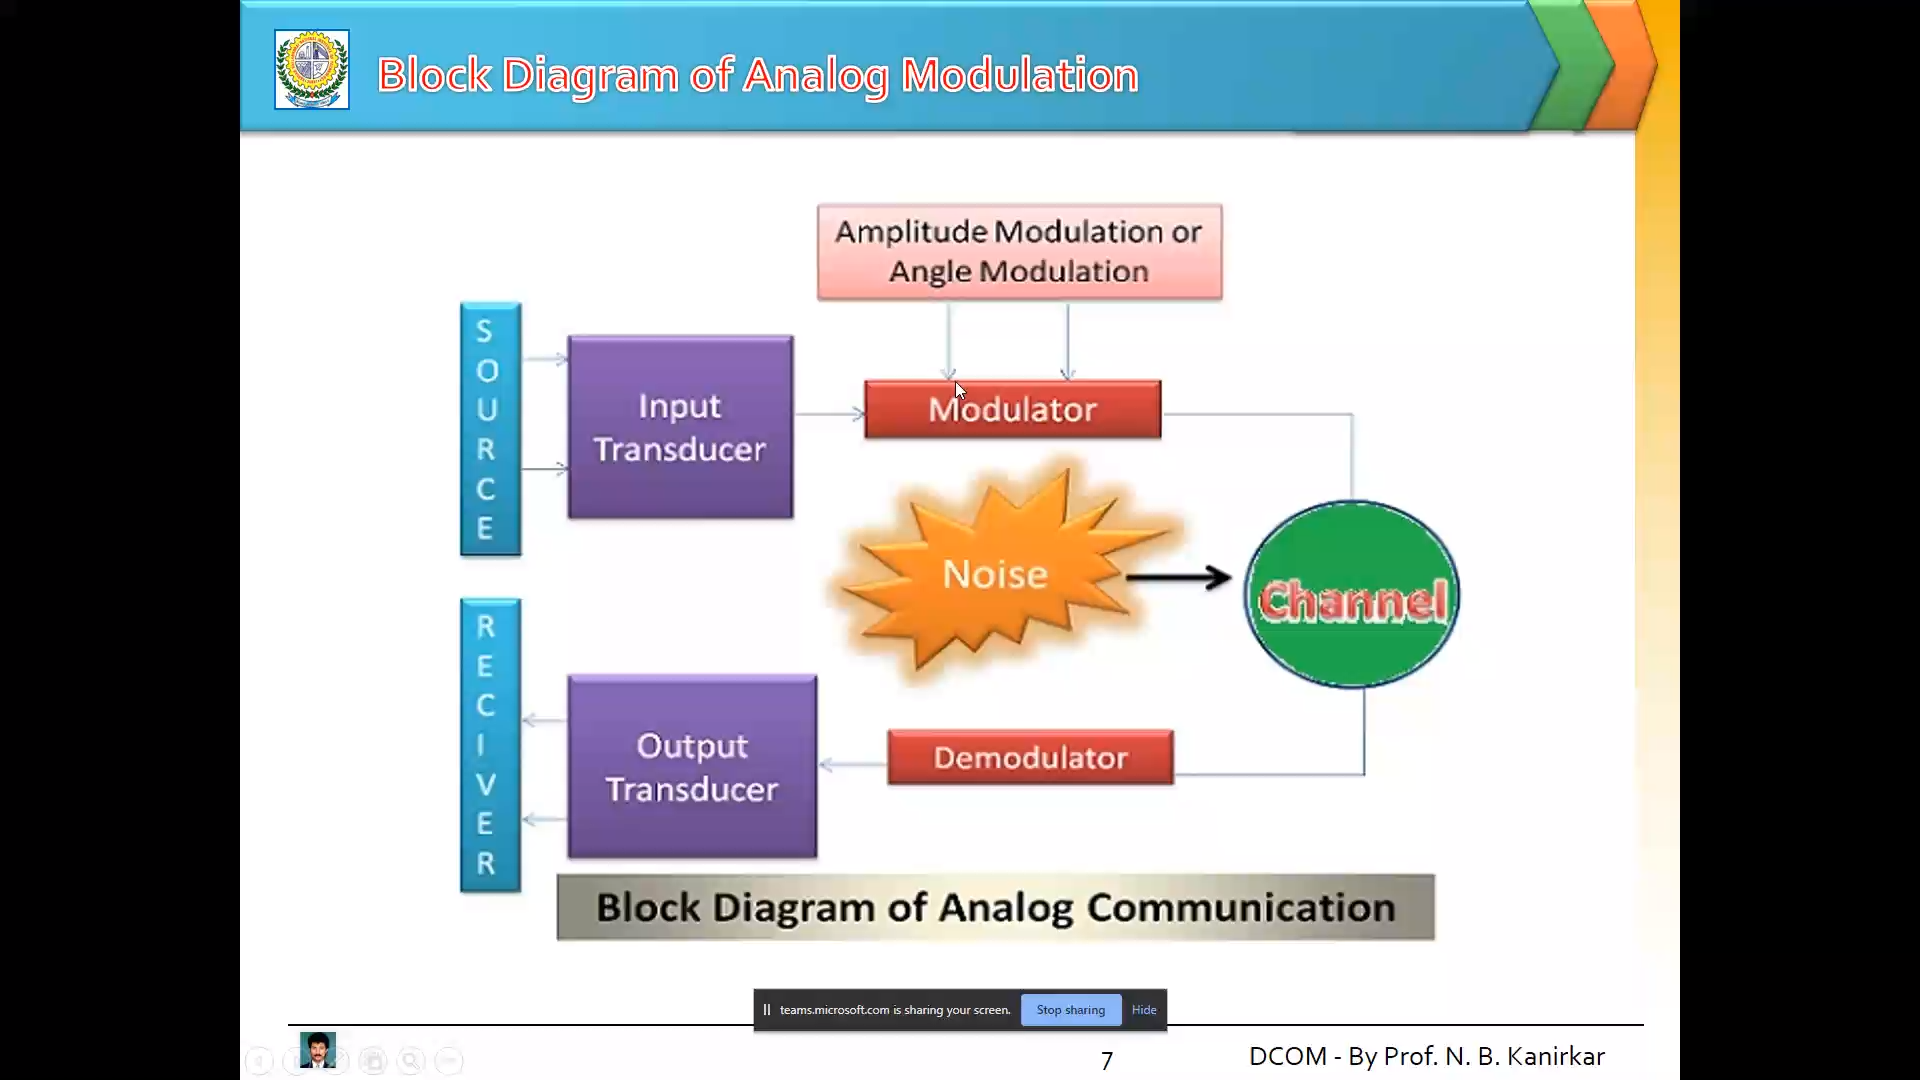 Block Diagram of Analog Modulation
Amplitude Modulation or
Angle Modulation
SOURCE
Input
Transducer
Modulator
Noise
Channel
RECIVER
Output
Transducer
Demodulator
Block Diagram of Analog Communication
teams.microsoft.com is sharing your screen.
Stop sharing
Hide
7
DCOM - By Prof. N. B. Kanirkar